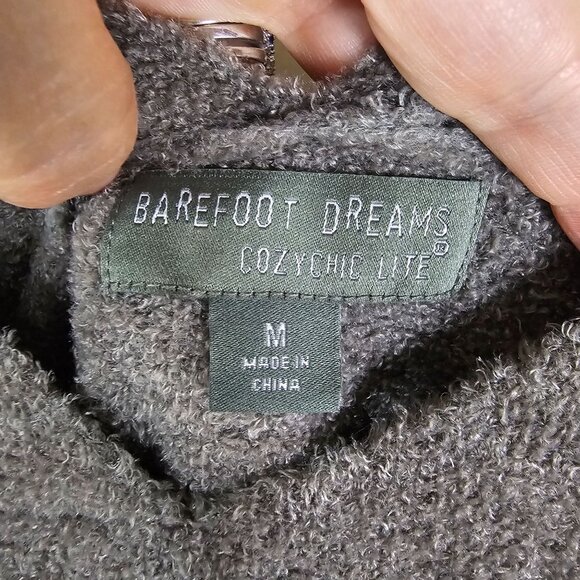 BAREFOOT DREAMS
COZYCHIC LITE®
M
MADE IN
CHINA